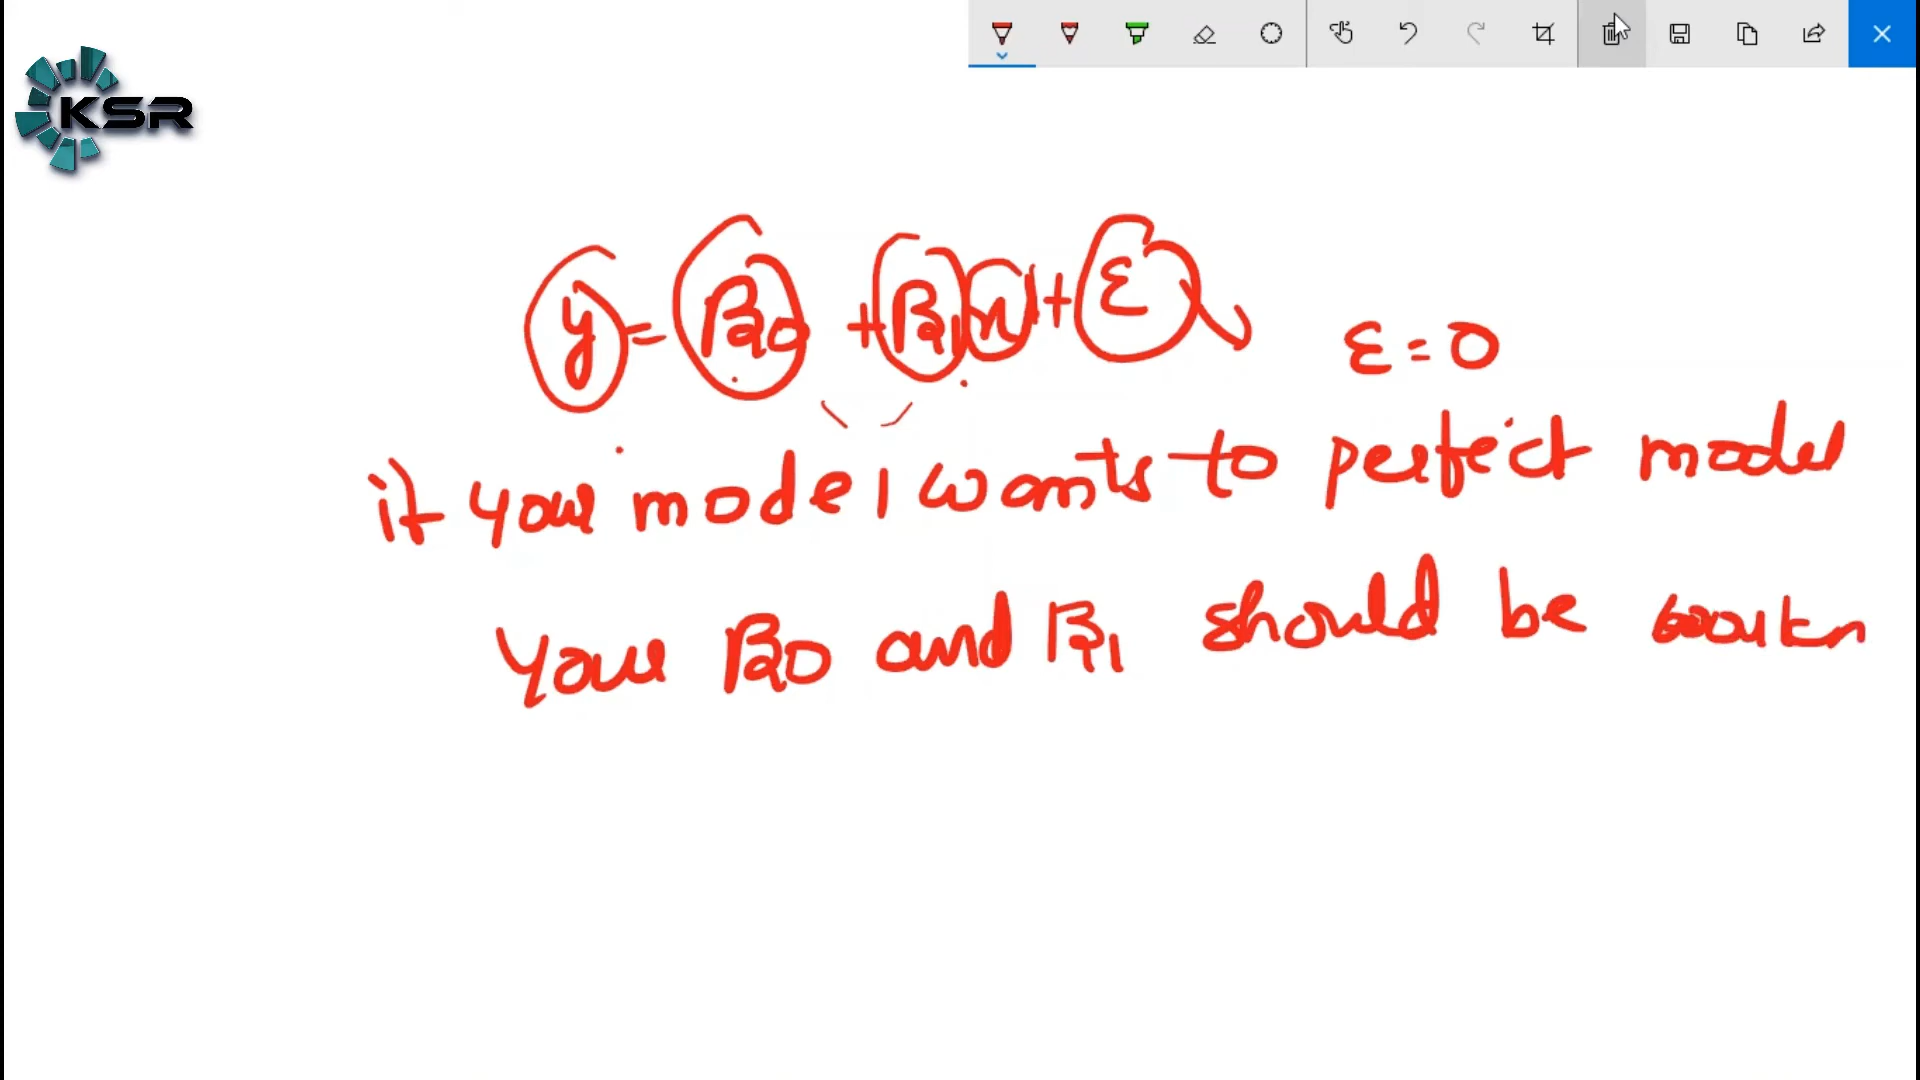 KSR
y = β0 + β1x + ε
ε = 0
if your model wants to perfect model
your β0 and β1 should be